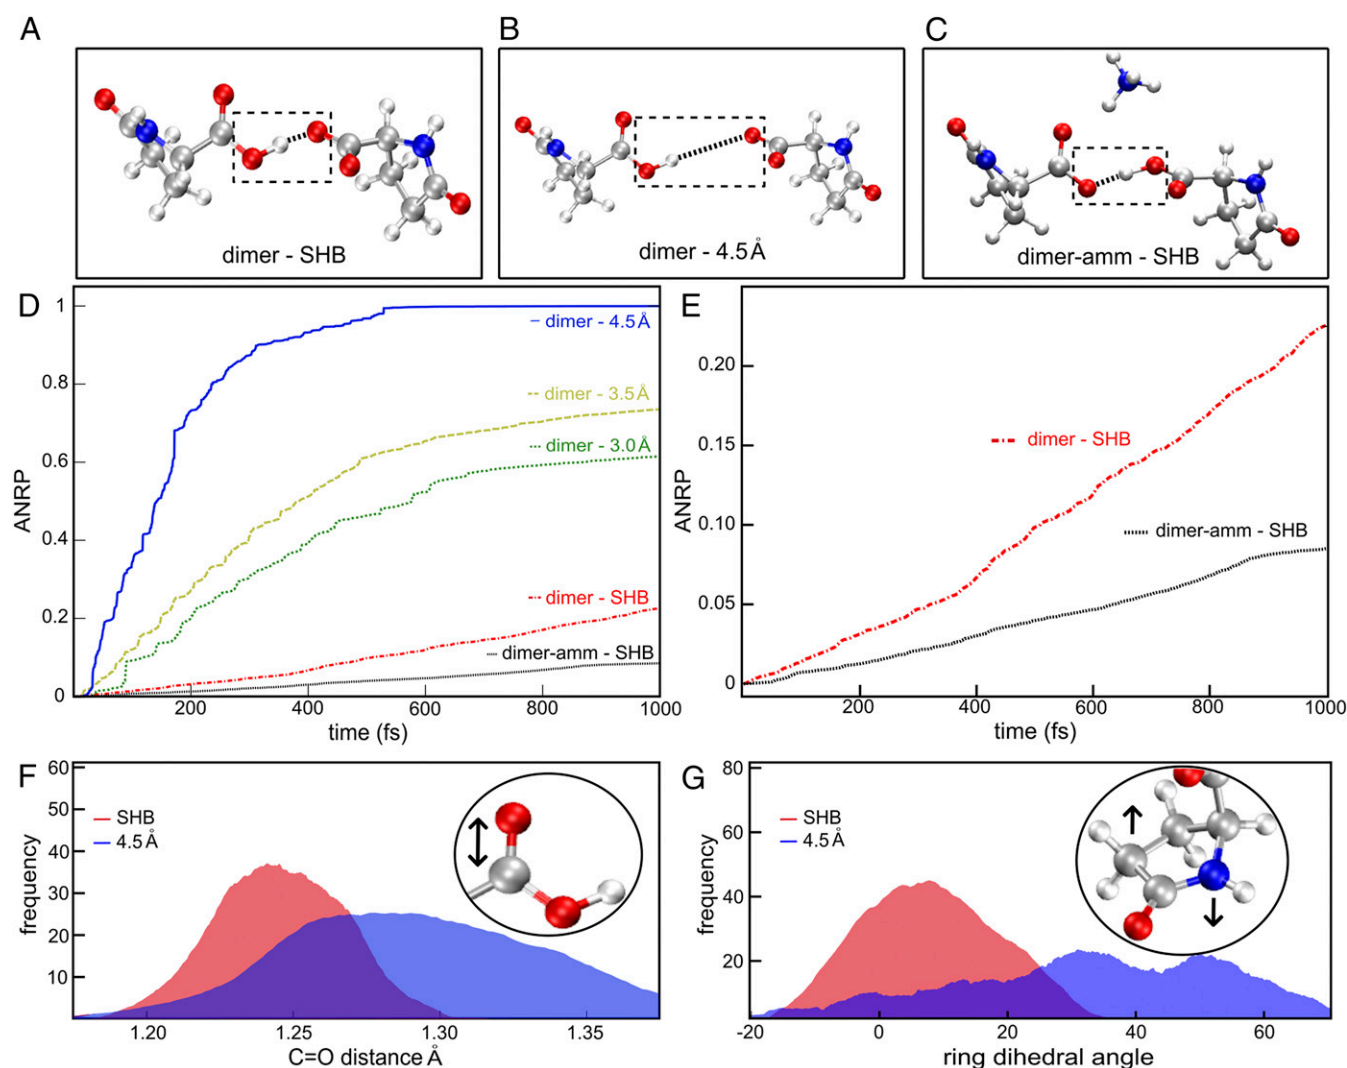 A
B
C
dimer - SHB
dimer - 4.5Å
dimer-amm - SHB
D
E
1
0.8
0.6
0.4
0.2
0
ANRP
dimer - 4.5Å
dimer - 3.5Å
dimer - 3.0Å
dimer - SHB
dimer-amm - SHB
200
400
600
800
1000
time (fs)
0.20
0.15
0.10
0.05
0
ANRP
dimer - SHB
dimer-amm - SHB
200
400
600
800
1000
time (fs)
F
60
50
40
30
20
10
frequency
SHB
4.5Å
1.20
1.25
1.30
1.35
C=O distance Å
G
80
60
40
20
frequency
SHB
4.5Å
-20
0
20
40
60
ring dihedral angle